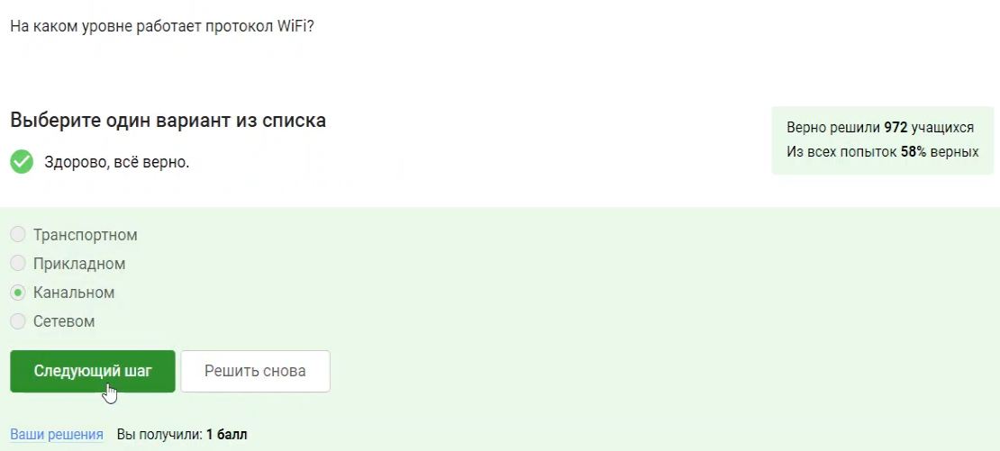 На каком уровне работает протокол WiFi?
Выберите один вариант из списка
Здорово, всё верно.
Верно решили 972 учащихся
Из всех попыток 58% верных
Транспортном
Прикладном
Канальном
Сетевом
Следующий шаг
Решить снова
Ваши решения
Вы получили: 1 балл